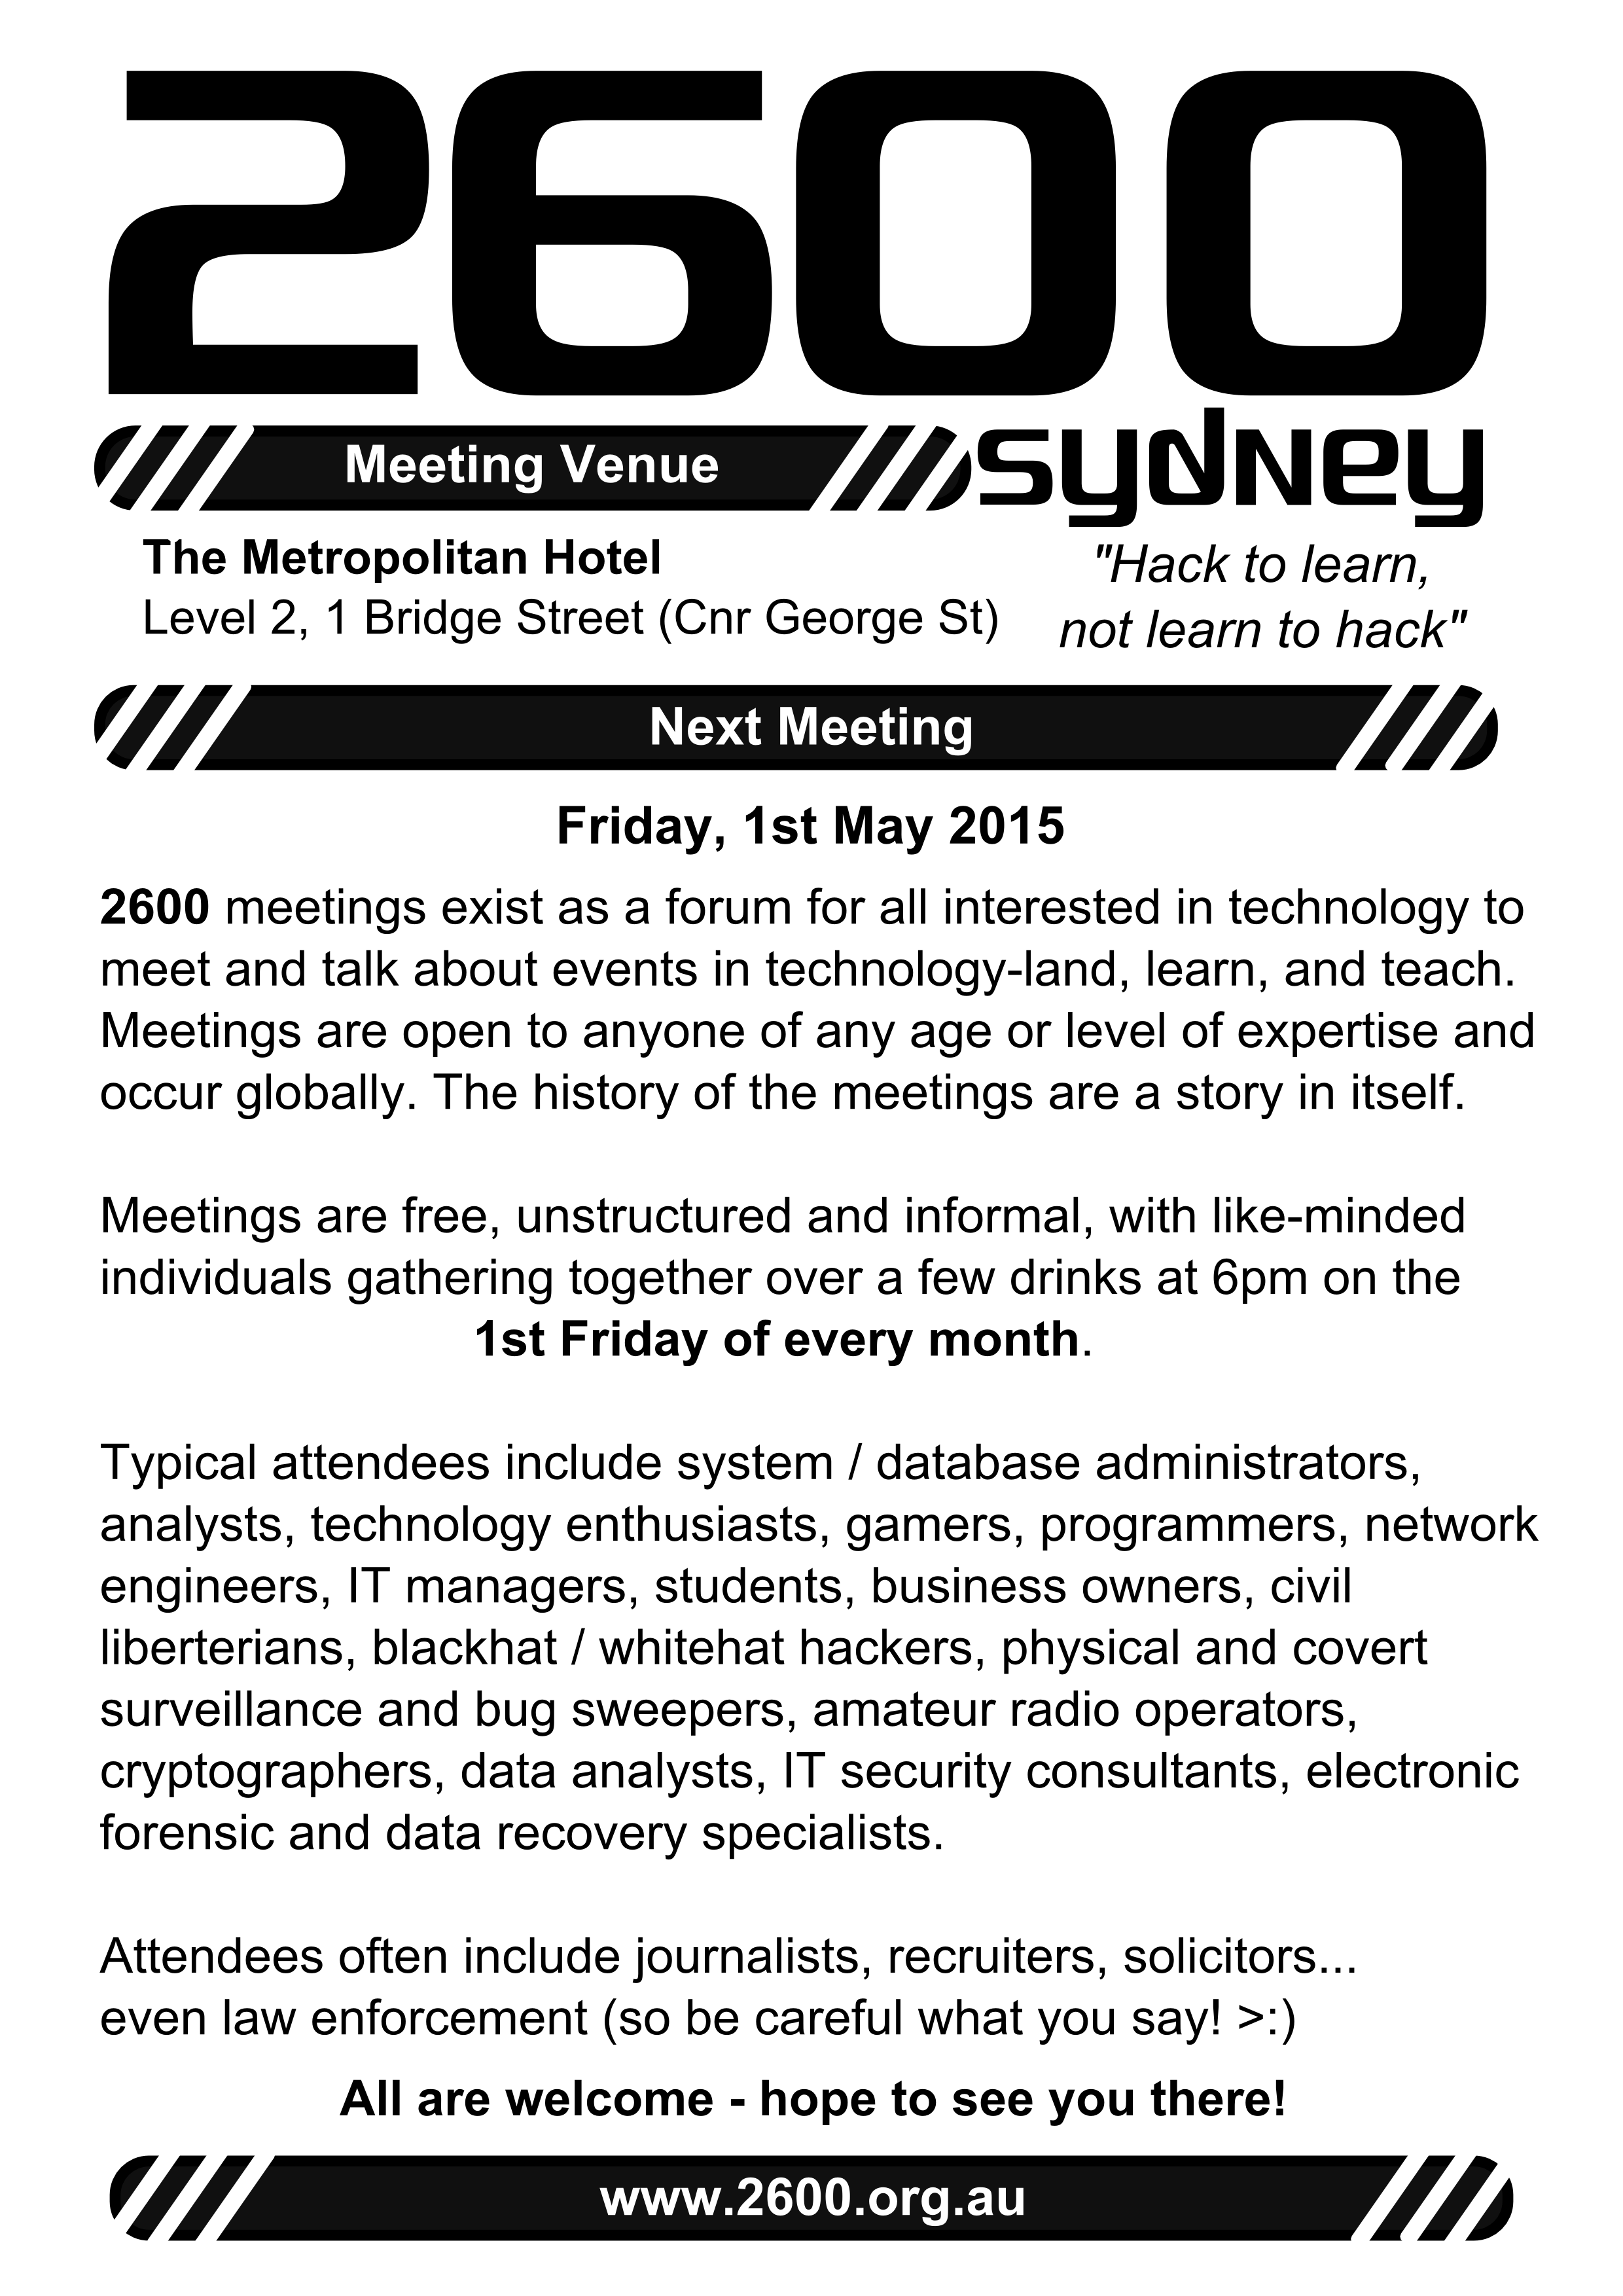 2600
sydney
Meeting Venue
The Metropolitan Hotel
Level 2, 1 Bridge Street (Cnr George St)
"Hack to learn,
not learn to hack"
Next Meeting
Friday, 1st May 2015
2600 meetings exist as a forum for all interested in technology to
meet and talk about events in technology-land, learn, and teach.
Meetings are open to anyone of any age or level of expertise and
occur globally. The history of the meetings are a story in itself.
Meetings are free, unstructured and informal, with like-minded
individuals gathering together over a few drinks at 6pm on the
1st Friday of every month.
Typical attendees include system / database administrators,
analysts, technology enthusiasts, gamers, programmers, network
engineers, IT managers, students, business owners, civil
liberterians, blackhat / whitehat hackers, physical and covert
surveillance and bug sweepers, amateur radio operators,
cryptographers, data analysts, IT security consultants, electronic
forensic and data recovery specialists.
Attendees often include journalists, recruiters, solicitors...
even law enforcement (so be careful what you say! >:)
All are welcome - hope to see you there!
www.2600.org.au